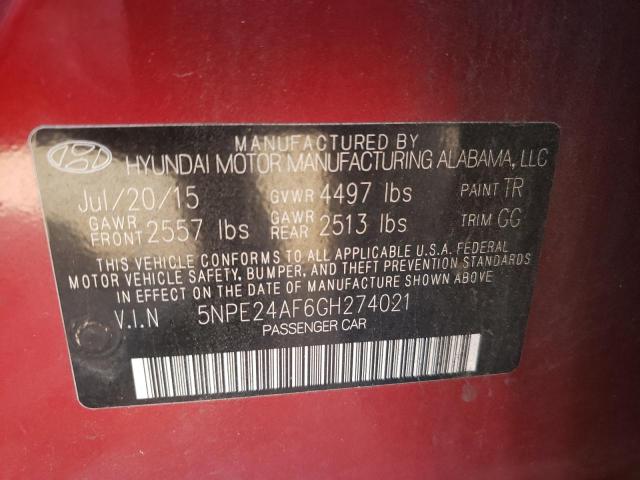 MANUFACTURED BY
HYUNDAI MOTOR MANUFACTURING ALABAMA, LLC
Jul/20/15 GVWR 4497 lbs PAINT TR
GAWR FRONT 2557 lbs GAWR REAR 2513 lbs TRIM GG
THIS VEHICLE CONFORMS TO ALL APPLICABLE U.S.A. FEDERAL
MOTOR VEHICLE SAFETY, BUMPER, AND THEFT PREVENTION STANDARDS
IN EFFECT ON THE DATE OF MANUFACTURE SHOWN ABOVE
V.I.N 5NPE24AF6GH274021
PASSENGER CAR